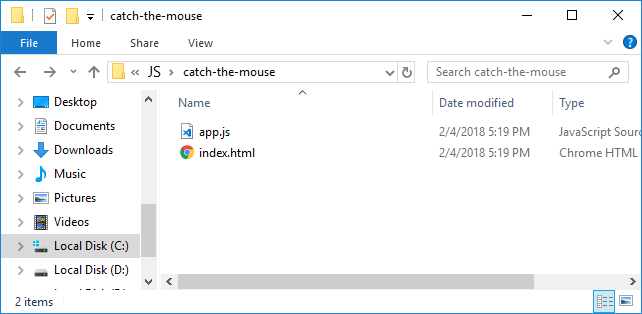 catch-the-mouse
File Home Share View
« JS › catch-the-mouse
Search catch-the-mouse
Name Date modified Type
Desktop
Documents
Downloads
Music
Pictures
Videos
Local Disk (C:)
Local Disk (D:)
app.js 2/4/2018 5:19 PM JavaScript Sour
index.html 2/4/2018 5:19 PM Chrome HTML
2 items